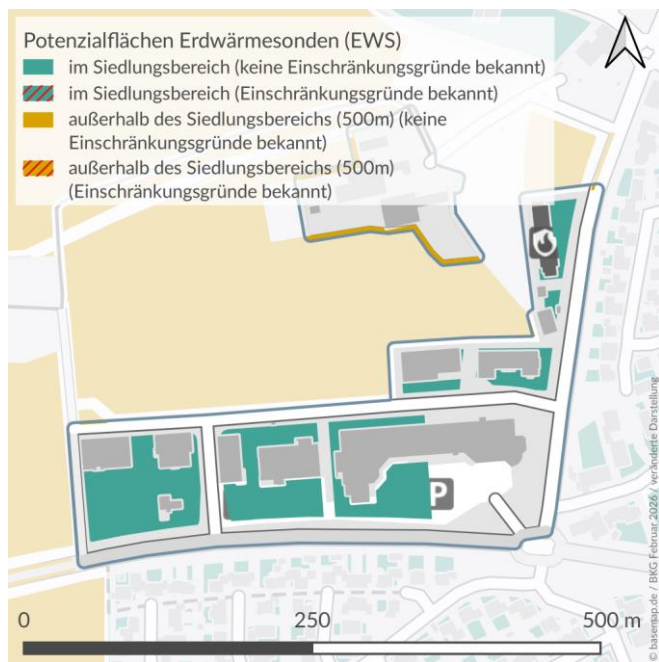 Potenzialflächen Erdwärmesonden (EWS)
im Siedlungsbereich (keine Einschränkungsgründe bekannt)
im Siedlungsbereich (Einschränkungsgründe bekannt)
außerhalb des Siedlungsbereichs (500m) (keine
Einschränkungsgründe bekannt)
außerhalb des Siedlungsbereichs (500m)
(Einschränkungsgründe bekannt)
P
0
250
500 m
© basemap.de / BKG Februar 2026 / veränderte Darstellung